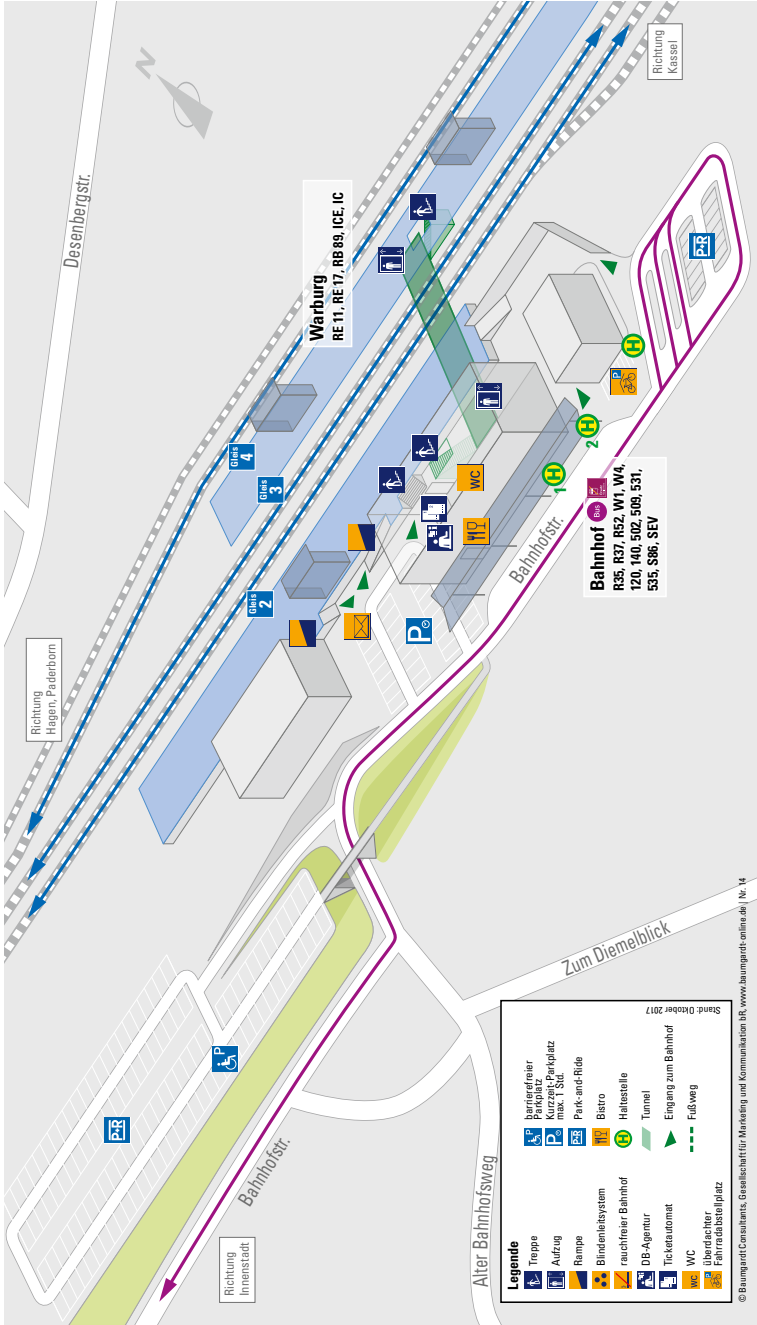 Desenbergstr.
N
Richtung
Kassel
Richtung
Hagen, Paderborn
Warburg
RE 11, RE 17, RB 89, ICE, IC
Gleis
4
Gleis
3
Gleis
2
P
WC
P+R
P
H
1 H
2 H
Bahnhofstr.
Bahnhof Bus
R35, R37, R52, W1, W4,
120, 140, 502, 509, 531,
535, S86, SEV
P+R
P
Bahnhofstr.
Richtung
Innenstadt
Zum Diemelblick
Alter Bahnhofsweg
Legende
Treppe
Aufzug
Rampe
Blindenleitsystem
rauchfreier Bahnhof
DB-Agentur
Ticketautomat
WC WC
P überdachter
Fahrradabstellplatz
P barrierefreier
Parkplatz
P Kurzzeit-Parkplatz
max. 1 Std.
P+R Park-and-Ride
Bistro
H Haltestelle
Tunnel
Eingang zum Bahnhof
Fußweg
Stand: Oktober 2017
© Baumgardt Consultants, Gesellschaft für Marketing und Kommunikation bR, www.baumgardt-online.de | Nr. 14